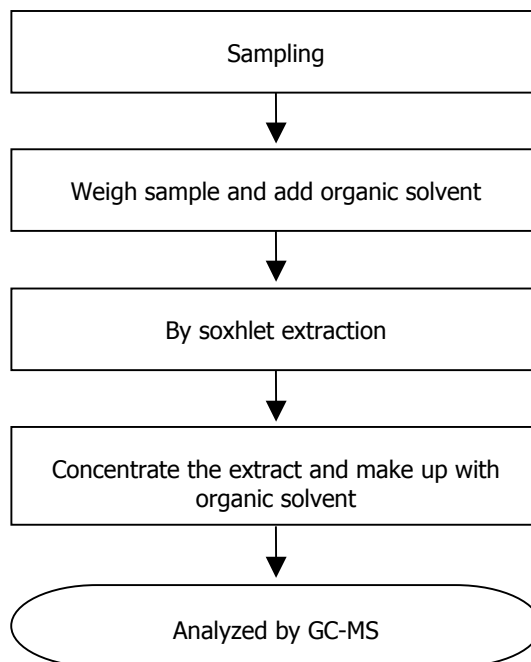 Sampling
Weigh sample and add organic solvent
By soxhlet extraction
Concentrate the extract and make up with
organic solvent
Analyzed by GC-MS